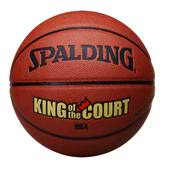 SPALDING
KING of the COURT
NBA